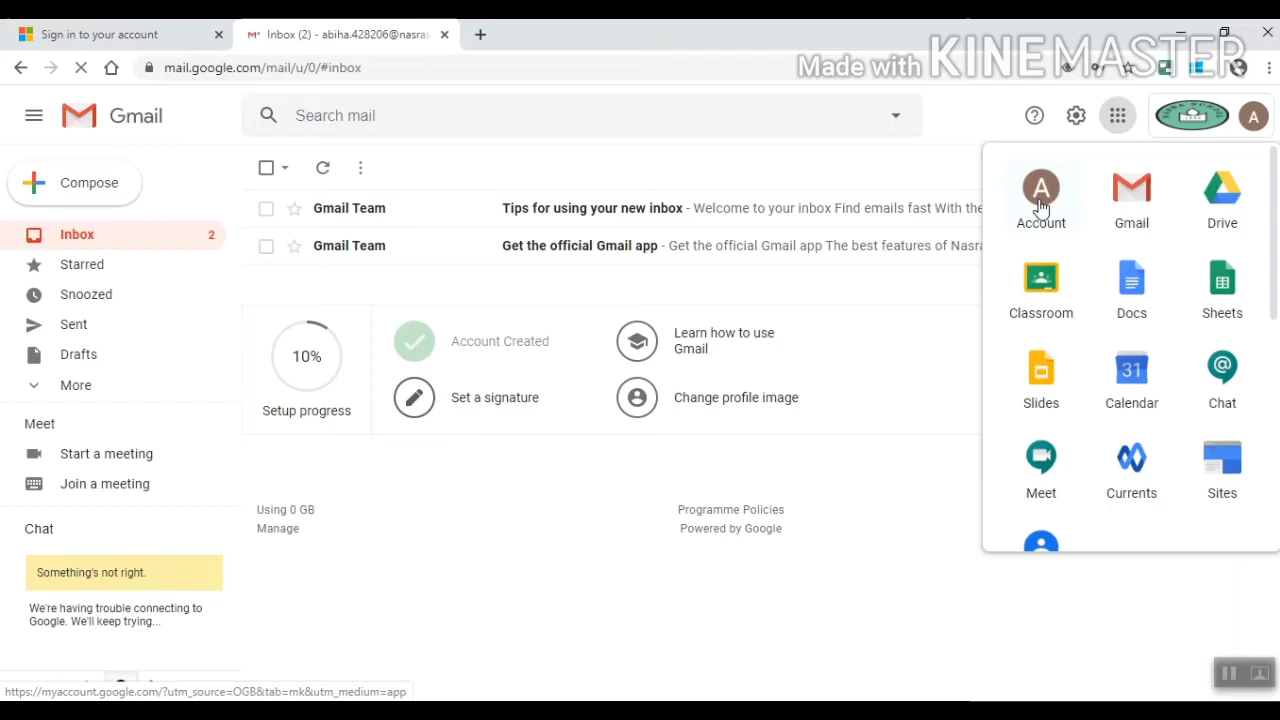 Sign in to your account
Inbox (2) - abiha.428206@nasras
Made with KINEMASTER
mail.google.com/mail/u/0/#inbox
Gmail
Search mail
A
Compose
Inbox 2
Starred
Snoozed
Sent
Drafts
More
Meet
Start a meeting
Join a meeting
Chat
Something's not right.
We're having trouble connecting to
Google. We'll keep trying...
Gmail Team Tips for using your new inbox - Welcome to your inbox Find emails fast With the
Gmail Team Get the official Gmail app - Get the official Gmail app The best features of Nasra
10%
Setup progress
Account Created
Learn how to use
Gmail
Set a signature
Change profile image
Using 0 GB
Manage
Programme Policies
Powered by Google
A
Account
Gmail
Drive
Classroom
Docs
Sheets
Slides
31
Calendar
Chat
Meet
Currents
Sites
https://myaccount.google.com/?utm_source=OGB&tab=mk&utm_medium=app